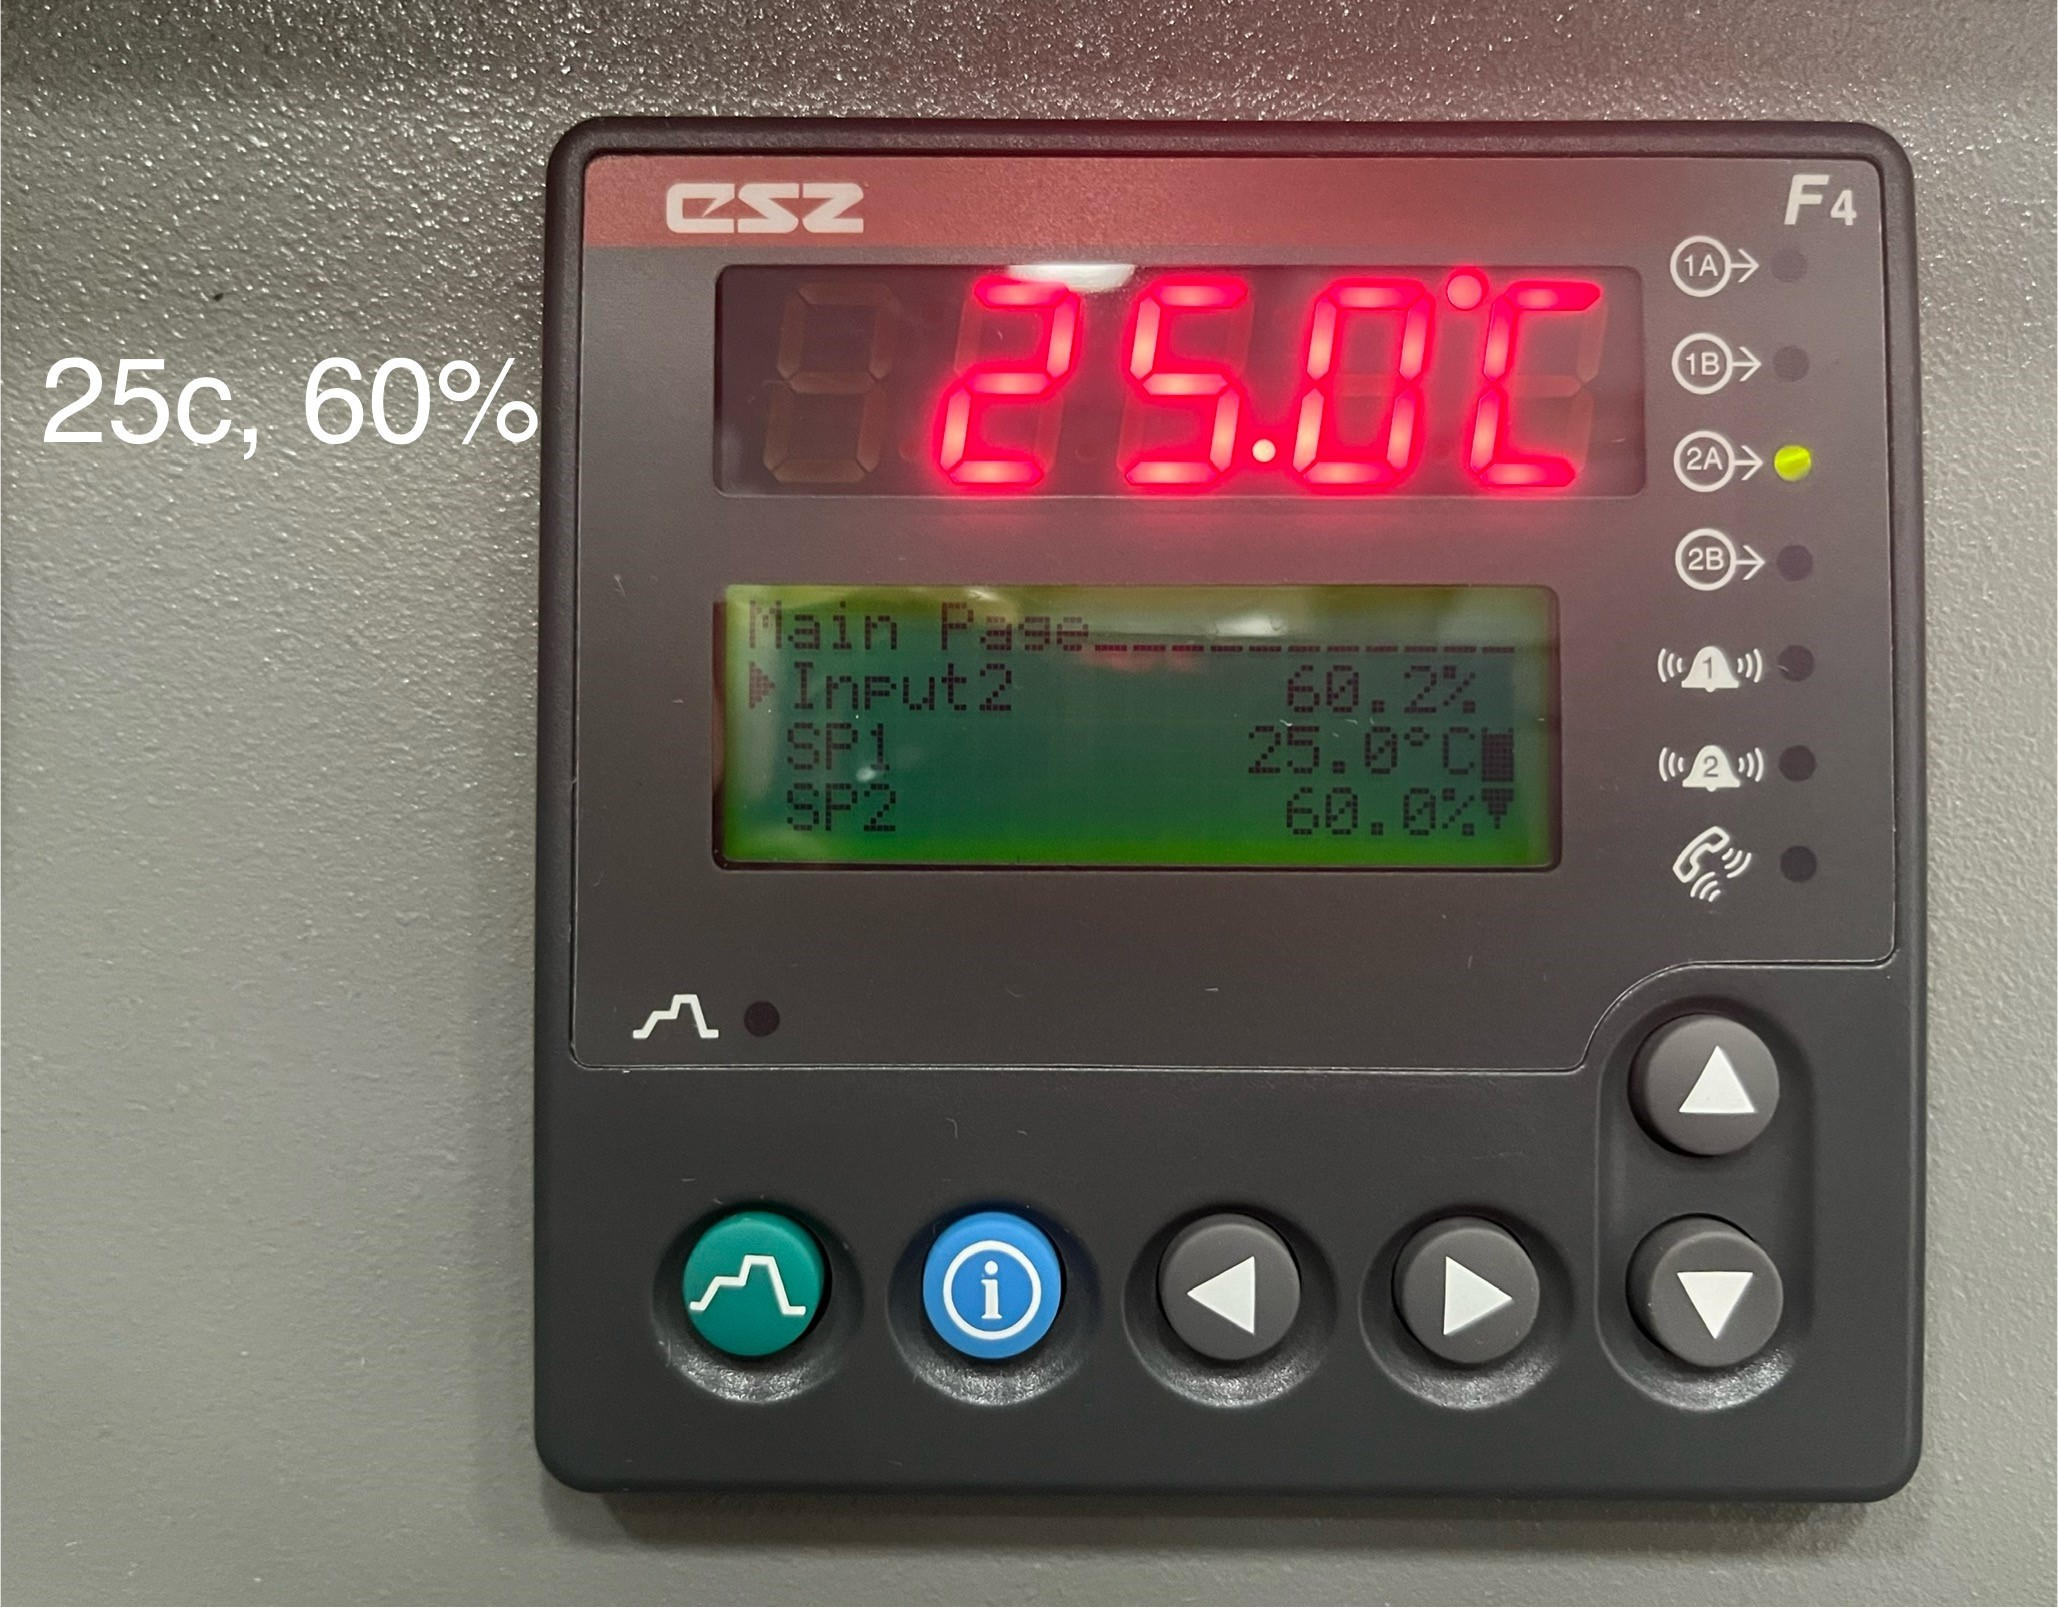 CSZ
F4
25c, 60%
25.0°C
1A
1B
2A
2B
1
2
Main Page
Input2 60.2%
SP1 25.0°C
SP2 60.0%
i